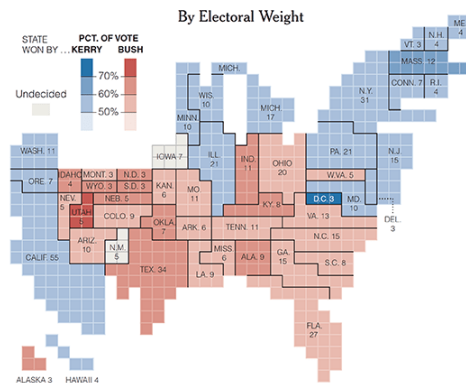 By Electoral Weight
STATE
WON BY ...
PCT. OF VOTE
KERRY BUSH
70%
60%
50%
Undecided
WASH. 11
ORE. 7
CALIF. 55
IDAHO
4
NEV.
5
UTAH
5
ARIZ.
10
MONT. 3
WYO. 3
COLO. 9
N.M.
5
N.D. 3
S.D. 3
NEB. 5
KAN.
6
OKLA.
7
TEX. 34
MINN.
10
IOWA 7
MO.
11
ARK. 6
LA. 9
WIS.
10
ILL.
21
MICH.
MICH.
17
IND.
11
OHIO
20
KY. 8
TENN. 11
MISS.
6
ALA. 9
GA.
15
FLA.
27
S.C. 8
N.C. 15
VA. 13
W.VA. 5
D.C. 3
MD.
10
DEL.
3
PA. 21
N.J.
15
N.Y.
31
CONN. 7
R.I.
4
MASS. 12
VT. 3
N.H.
4
ME.
4
ALASKA 3
HAWAII 4